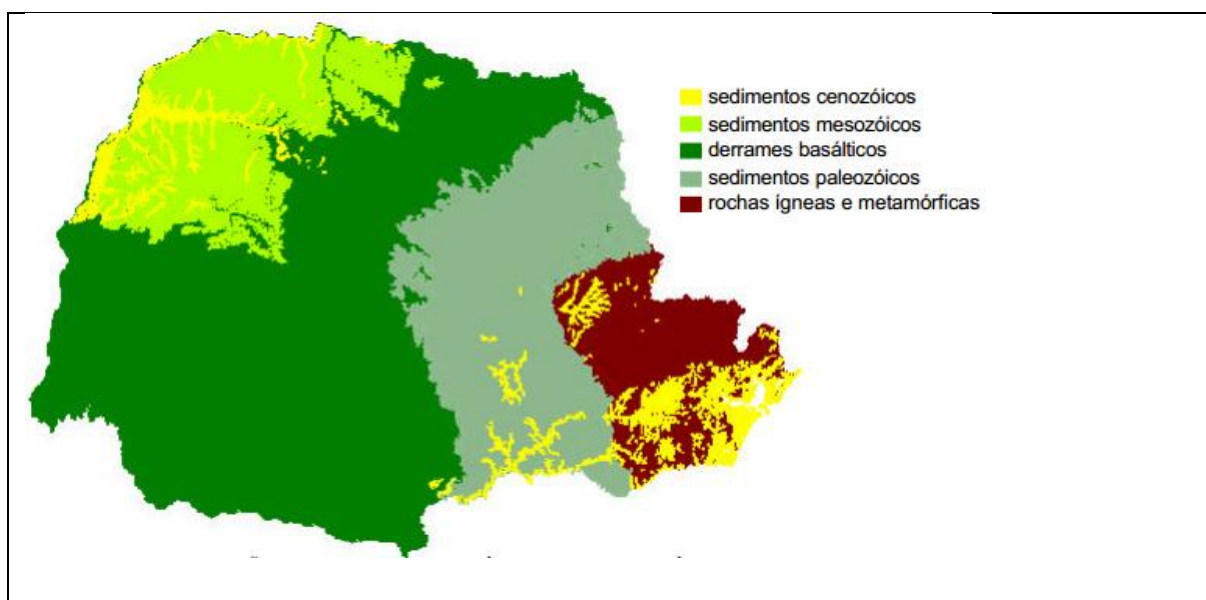 sedimentos cenozóicos
sedimentos mesozóicos
derrames basálticos
sedimentos paleozóicos
rochas ígneas e metamórficas